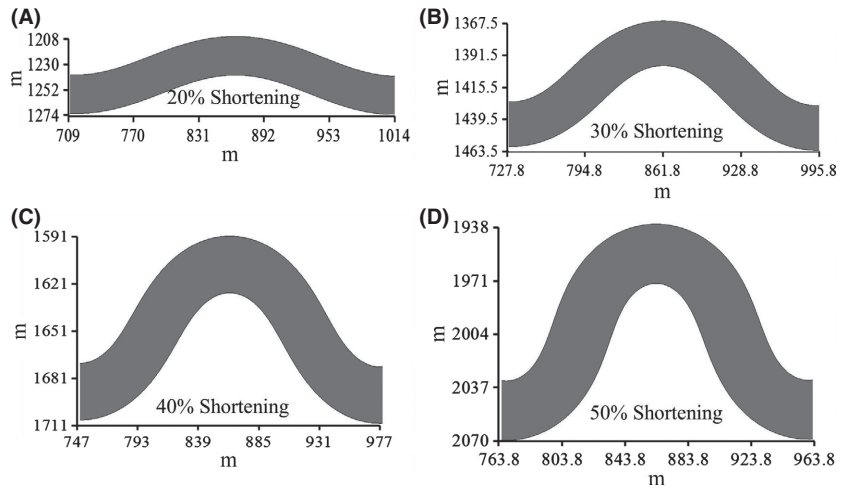 (A)
1208
1230
1252
1274
m
20% Shortening
709 770 831 892 953 1014
m
(B)
1367.5
1391.5
1415.5
1439.5
1463.5
m
30% Shortening
727.8 794.8 861.8 928.8 995.8
m
(C)
1591
1621
1651
1681
1711
m
40% Shortening
747 793 839 885 931 977
m
(D)
1938
1971
2004
2037
2070
m
50% Shortening
763.8 803.8 843.8 883.8 923.8 963.8
m